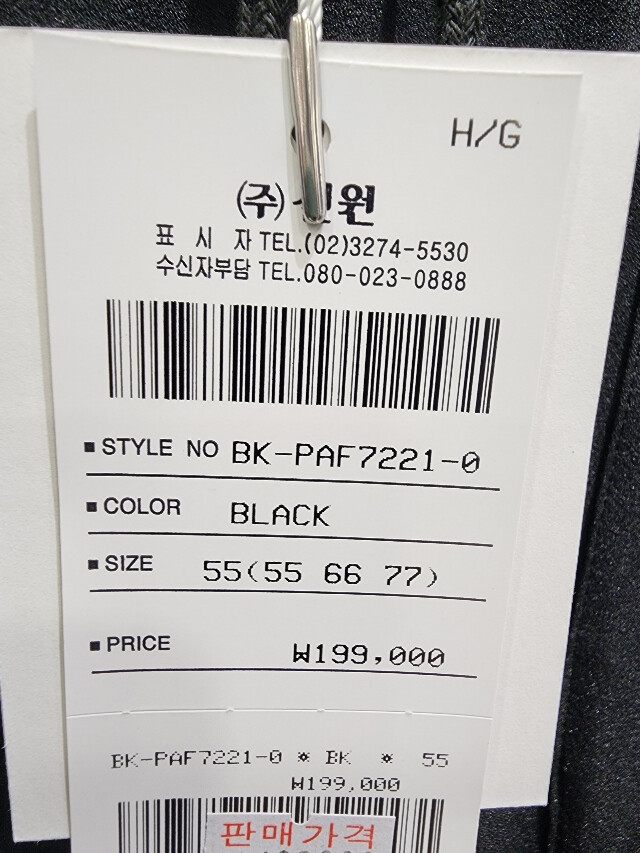 H/G
(주) 원
표 시 자 TEL.(02)3274-5530
수신자부담 TEL.080-023-0888
■ STYLE NO BK-PAF7221-0
■ COLOR BLACK
■ SIZE 55(55 66 77)
■ PRICE ₩199,000
BK-PAF7221-0 * BK * 55
₩199,000
판매가격